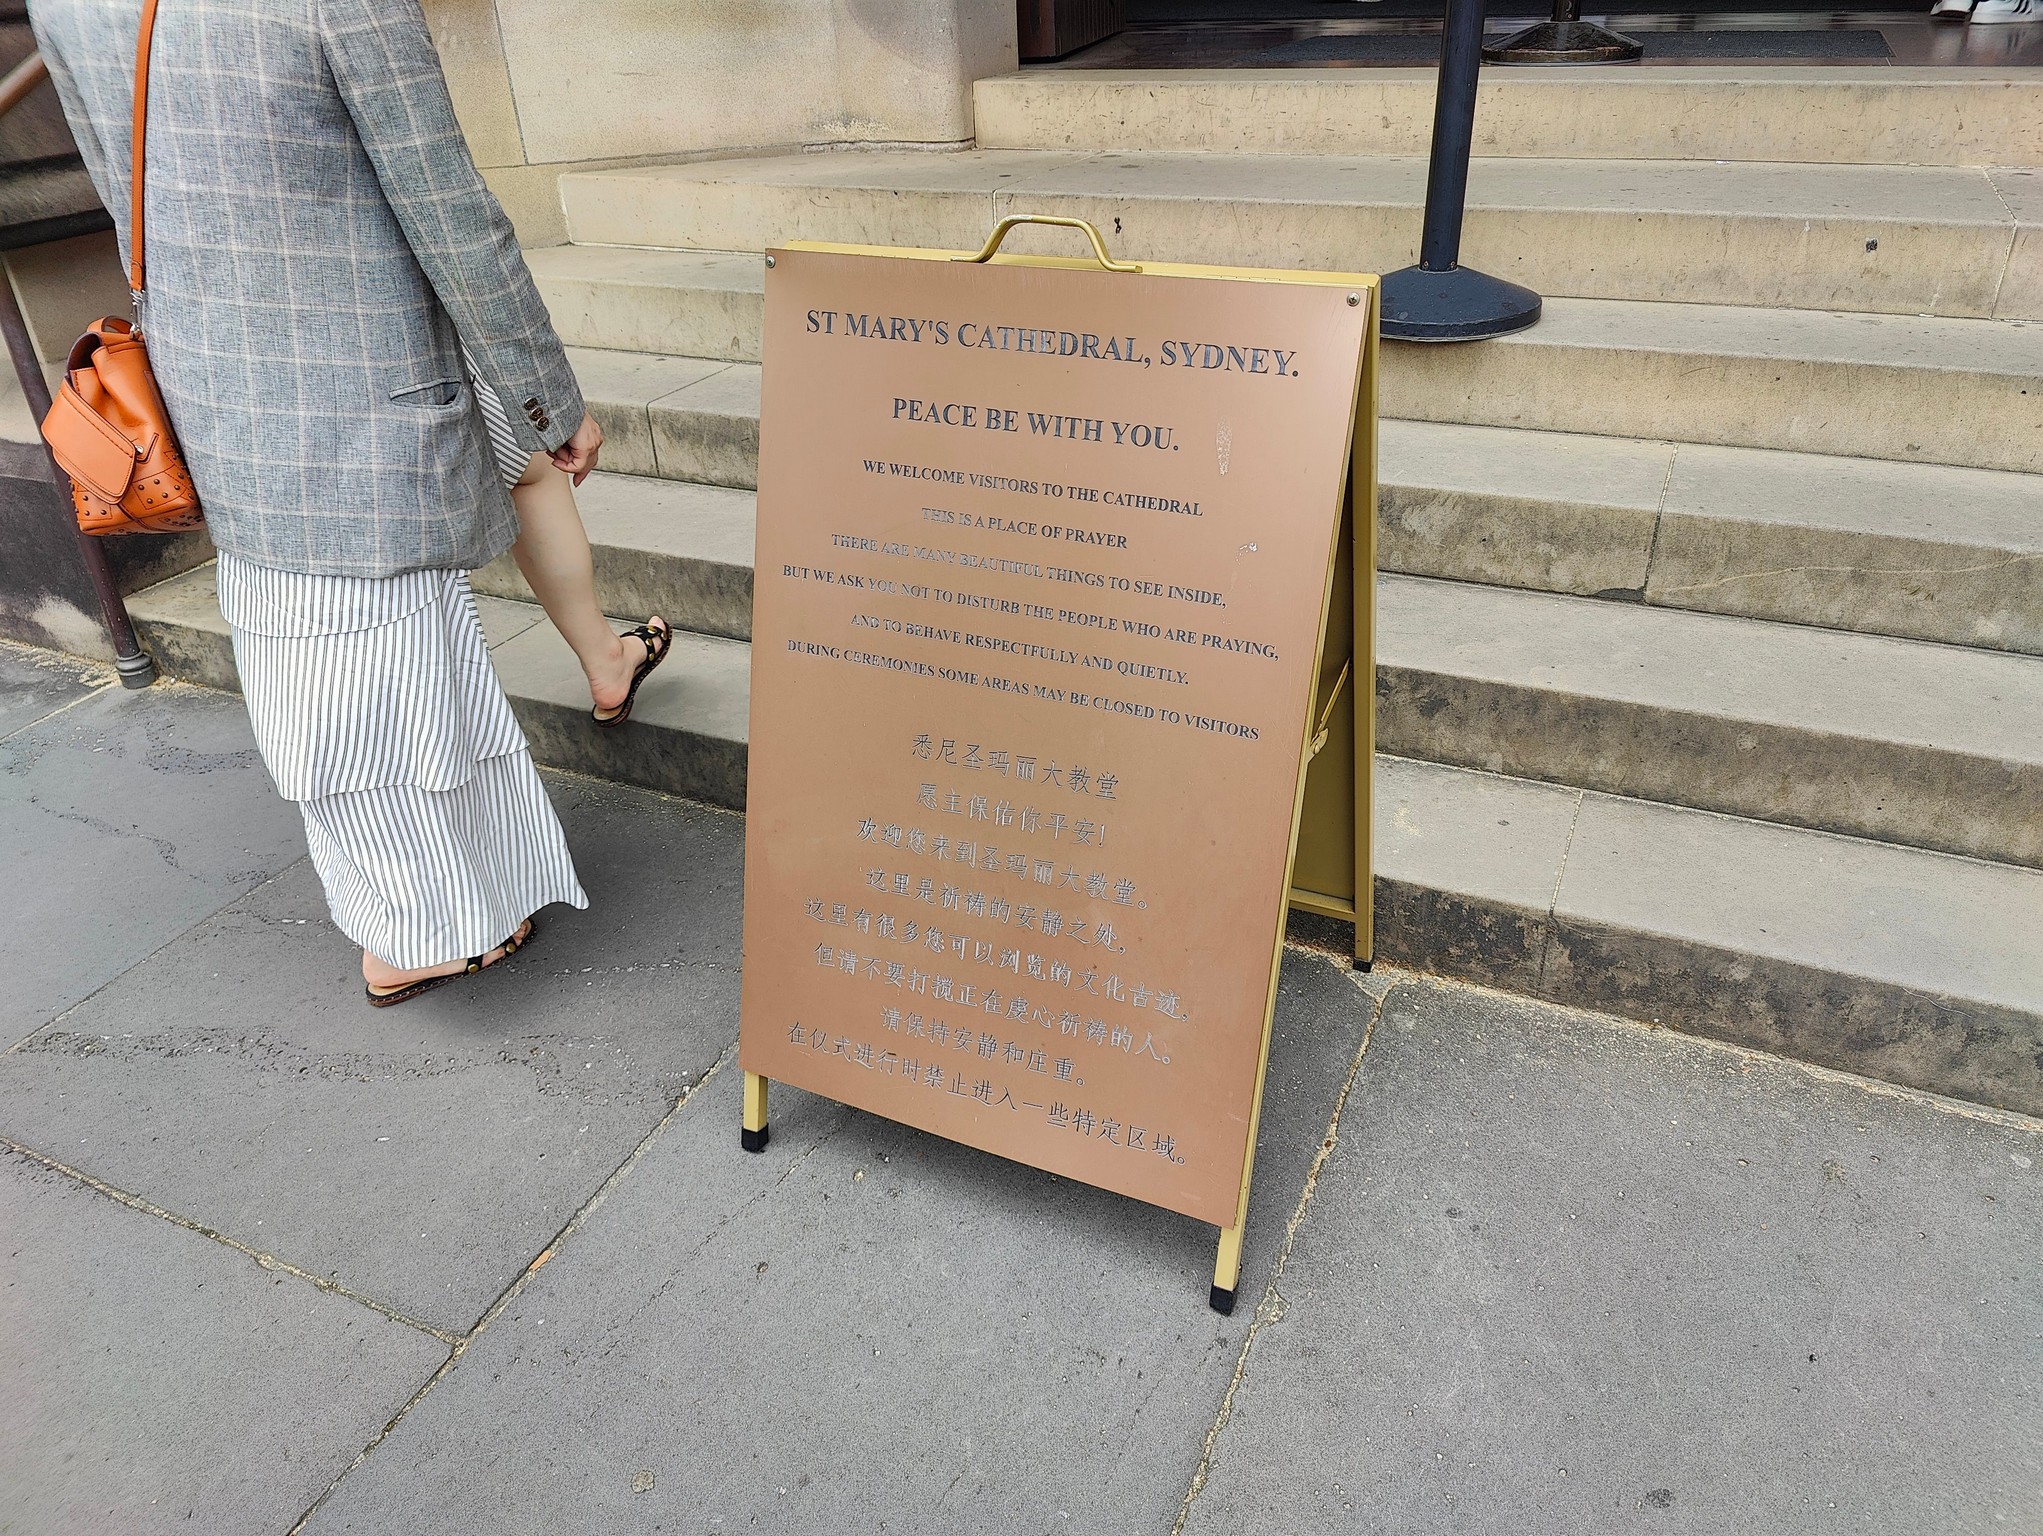 ST MARY'S CATHEDRAL, SYDNEY.
PEACE BE WITH YOU.
WE WELCOME VISITORS TO THE CATHEDRAL
THIS IS A PLACE OF PRAYER
THERE ARE MANY BEAUTIFUL THINGS TO SEE INSIDE,
BUT WE ASK YOU NOT TO DISTURB THE PEOPLE WHO ARE PRAYING,
AND TO BEHAVE RESPECTFULLY AND QUIETLY.
DURING CEREMONIES SOME AREAS MAY BE CLOSED TO VISITORS
悉尼圣玛丽大教堂
愿主保佑你平安!
欢迎您来到圣玛丽大教堂。
这里是祈祷的安静之处,
这里有很多您可以浏览的文化古迹,
但请不要打搅正在虔心祈祷的人。
请保持安静和庄重。
在仪式进行时禁止进入一些特定区域。